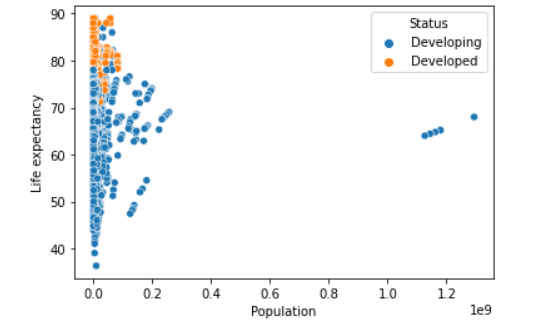 Status
Developing
Developed
90
80
70
60
50
40
Life expectancy
0.0 0.2 0.4 0.6 0.8 1.0 1.2
1e9
Population